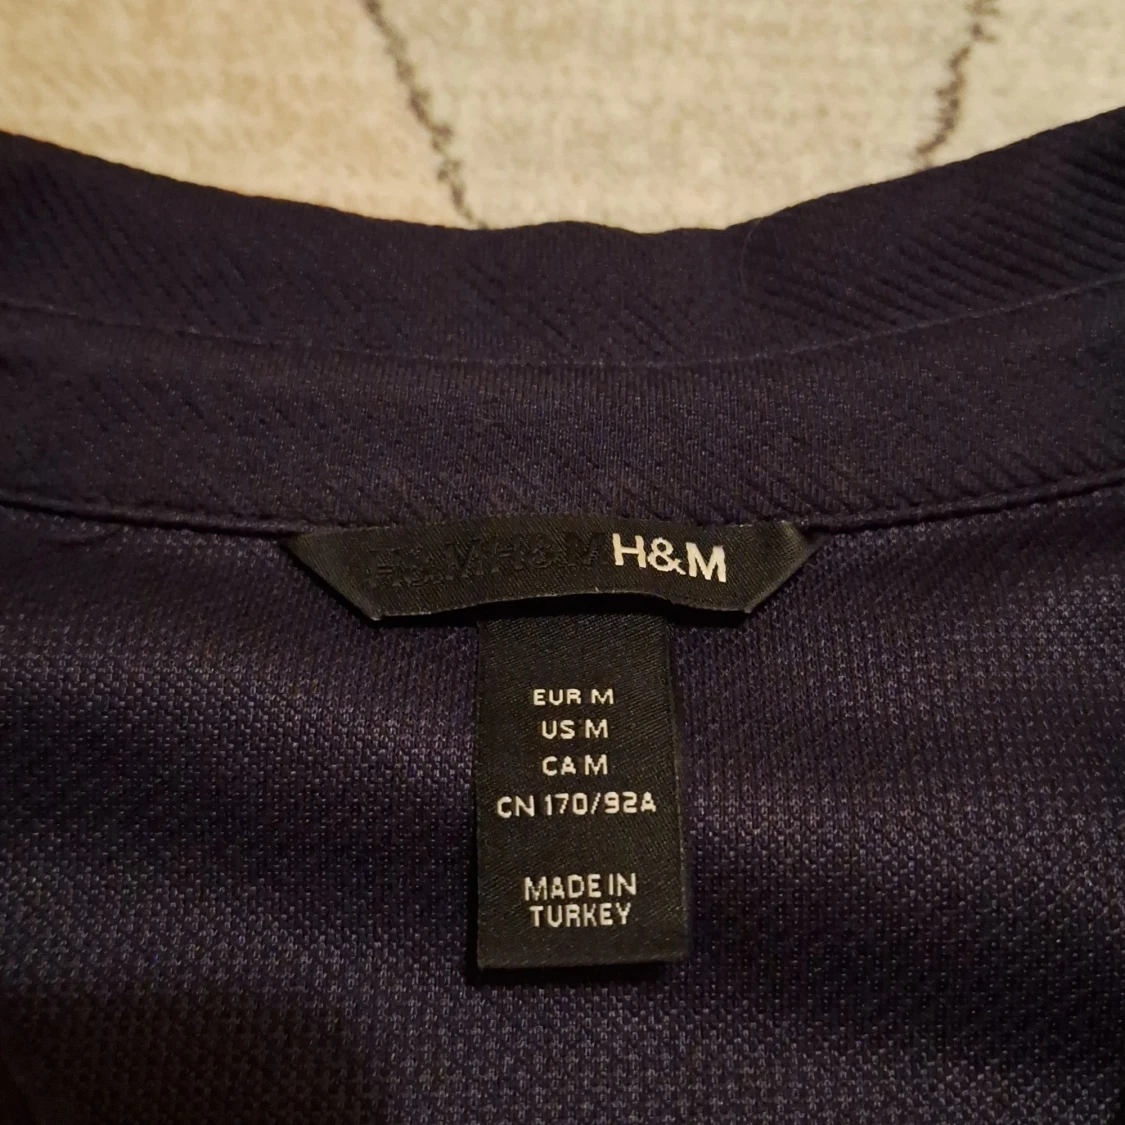 H&M H&M H&M
EUR M
US M
CA M
CN 170/92A
MADE IN
TURKEY